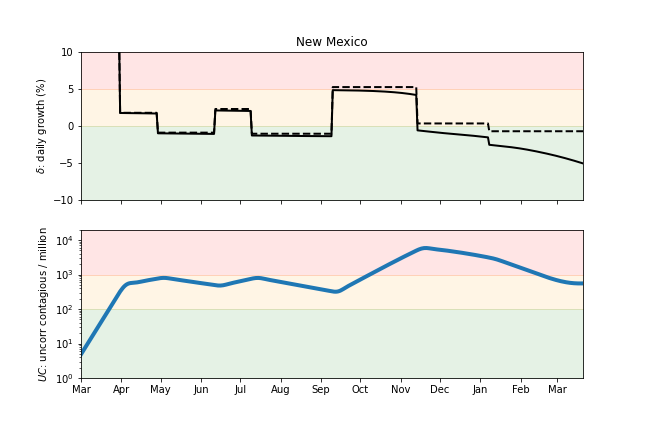 New Mexico
δ: daily growth (%)
10
5
0
−5
−10
UC: uncorr contagious / million
10⁴
10³
10²
10¹
10⁰
Mar Apr May Jun Jul Aug Sep Oct Nov Dec Jan Feb Mar